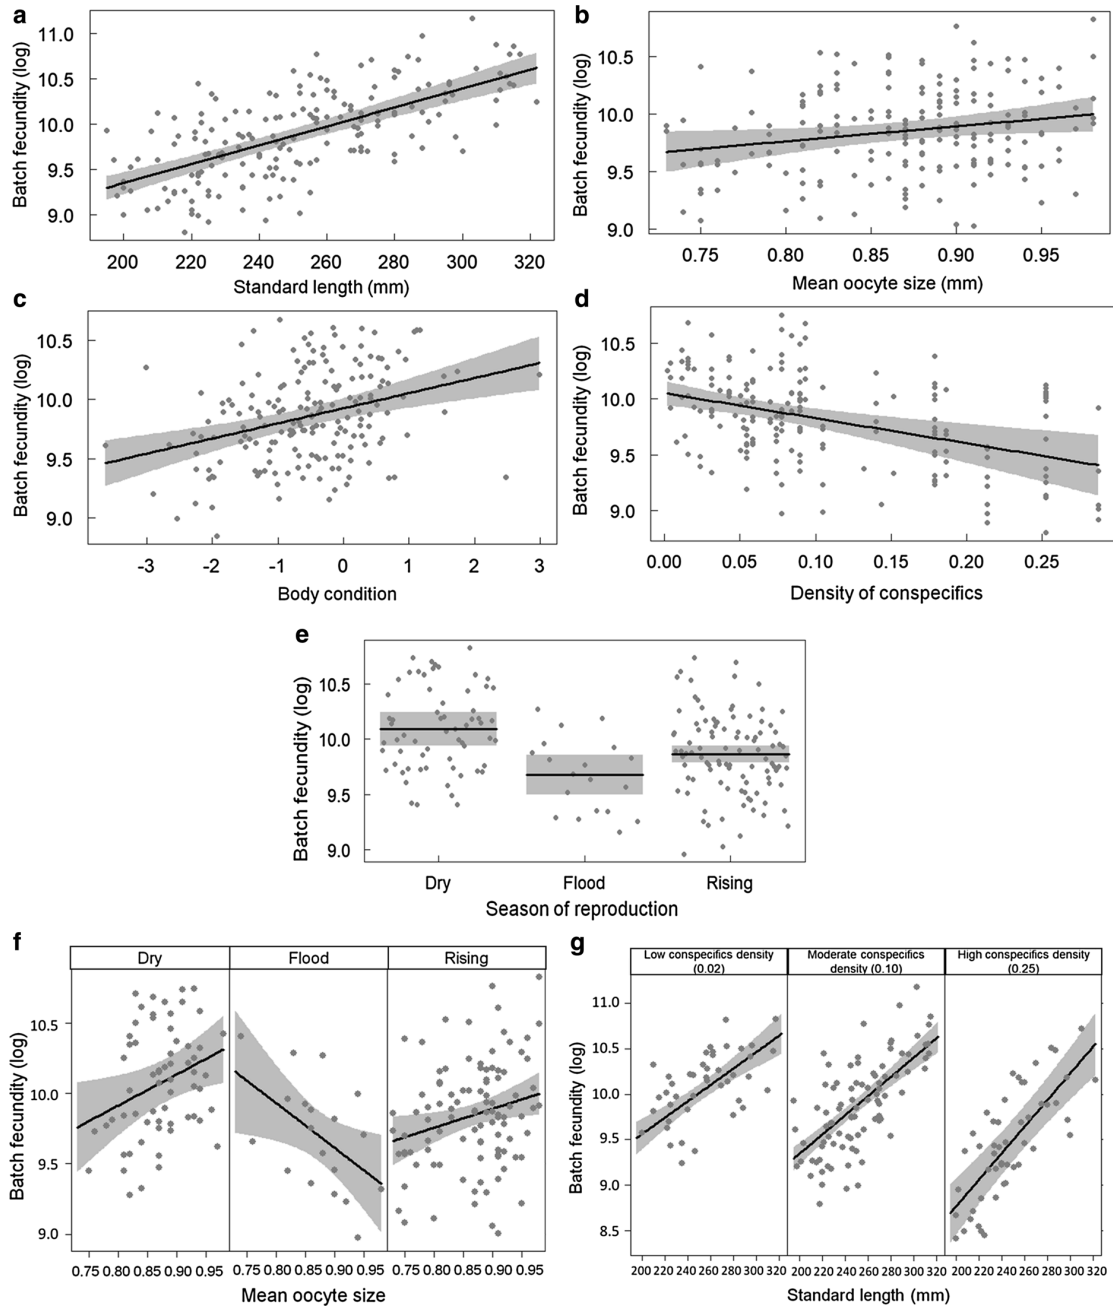 a
Batch fecundity (log)
11.0
10.5
10.0
9.5
9.0
200 220 240 260 280 300 320
Standard length (mm)
b
Batch fecundity (log)
10.5
10.0
9.5
9.0
0.75 0.80 0.85 0.90 0.95
Mean oocyte size (mm)
c
Batch fecundity (log)
10.5
10.0
9.5
9.0
-3 -2 -1 0 1 2 3
Body condition
d
Batch fecundity (log)
10.5
10.0
9.5
9.0
0.00 0.05 0.10 0.15 0.20 0.25
Density of conspecifics
e
Batch fecundity (log)
10.5
10.0
9.5
9.0
Dry Flood Rising
Season of reproduction
f
Dry Flood Rising
Batch fecundity (log)
10.5
10.0
9.5
9.0
0.75 0.80 0.85 0.90 0.95 0.75 0.80 0.85 0.90 0.95 0.75 0.80 0.85 0.90 0.95
Mean oocyte size
g
Low conspecifics density
(0.02)
Moderate conspecifics
density (0.10)
High conspecifics density
(0.25)
Batch fecundity (log)
11.0
10.5
10.0
9.5
9.0
8.5
200 220 240 260 280 300 320 200 220 240 260 280 300 320 200 220 240 260 280 300 320
Standard length (mm)